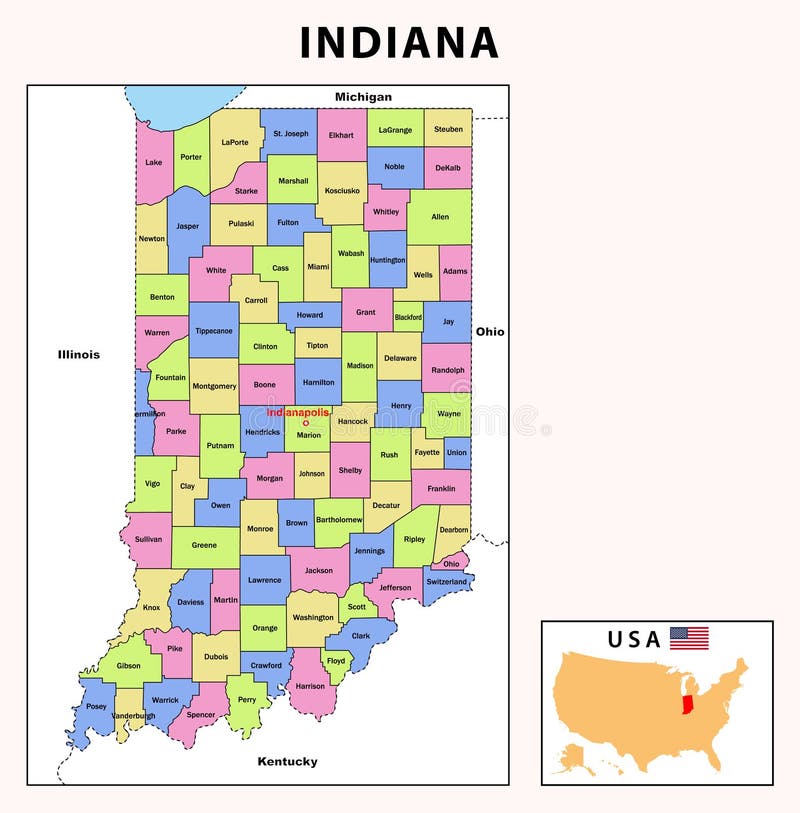 INDIANA
Michigan
St. Joseph
Elkhart
LaGrange
Steuben
LaPorte
Lake
Porter
Noble
DeKalb
Marshall
Kosciusko
Starke
Whitley
Allen
Newton
Jasper
Pulaski
Fulton
Wabash
Huntington
White
Cass
Miami
Wells
Adams
Benton
Carroll
Grant
Howard
Blackford
Jay
Warren
Tippecanoe
Ohio
Clinton
Tipton
Illinois
Madison
Delaware
Randolph
Fountain
Montgomery
Boone
Hamilton
Henry
ermilion
Indianapolis
Wayne
Hancock
Parke
Hendricks
Marion
Putnam
Rush
Fayette
Union
Vigo
Clay
Morgan
Johnson
Shelby
Franklin
Owen
Decatur
Monroe
Brown
Bartholomew
Dearborn
Sullivan
Greene
Jennings
Ripley
Ohio
Jackson
Lawrence
Jefferson
Switzerland
Knox
Daviess
Martin
Scott
Washington
Orange
Clark
USA
Pike
Dubois
Gibson
Crawford
Floyd
Harrison
Posey
Warrick
Perry
Vanderburgh
Spencer
Kentucky
dreamstime